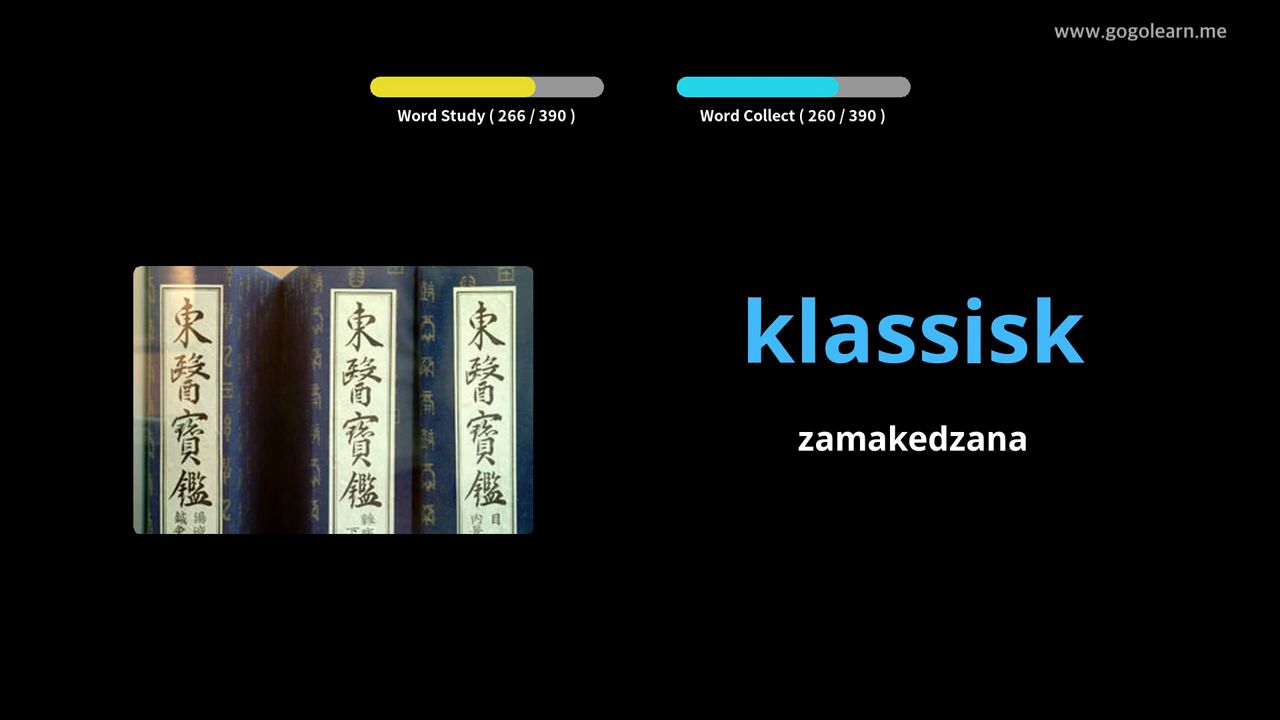 www.gogolearn.me
Word Study ( 266 / 390 )
Word Collect ( 260 / 390 )
東醫寶鑑
東醫寶鑑
東醫寶鑑
klassisk
zamakedzana